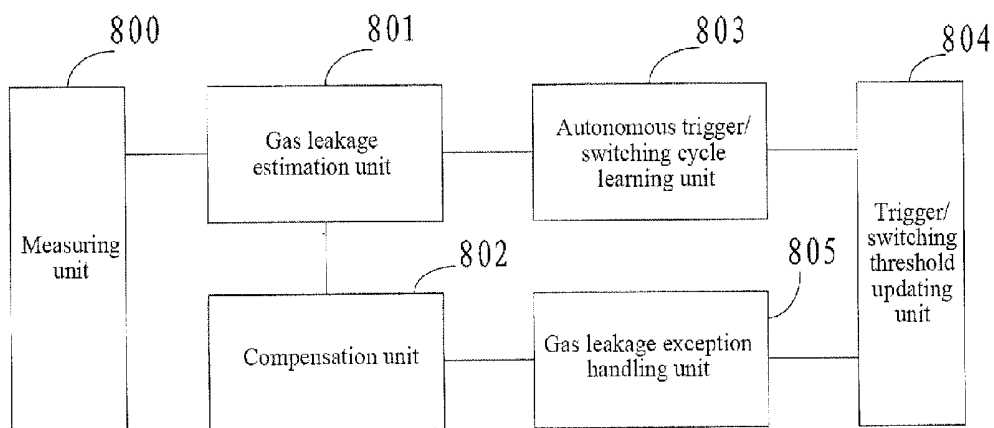 800
801
803
804
Measuring
unit
Gas leakage
estimation unit
Autonomous trigger/
switching cycle
learning unit
Trigger/
switching
threshold
updating
unit
802
805
Compensation unit
Gas leakage exception
handling unit